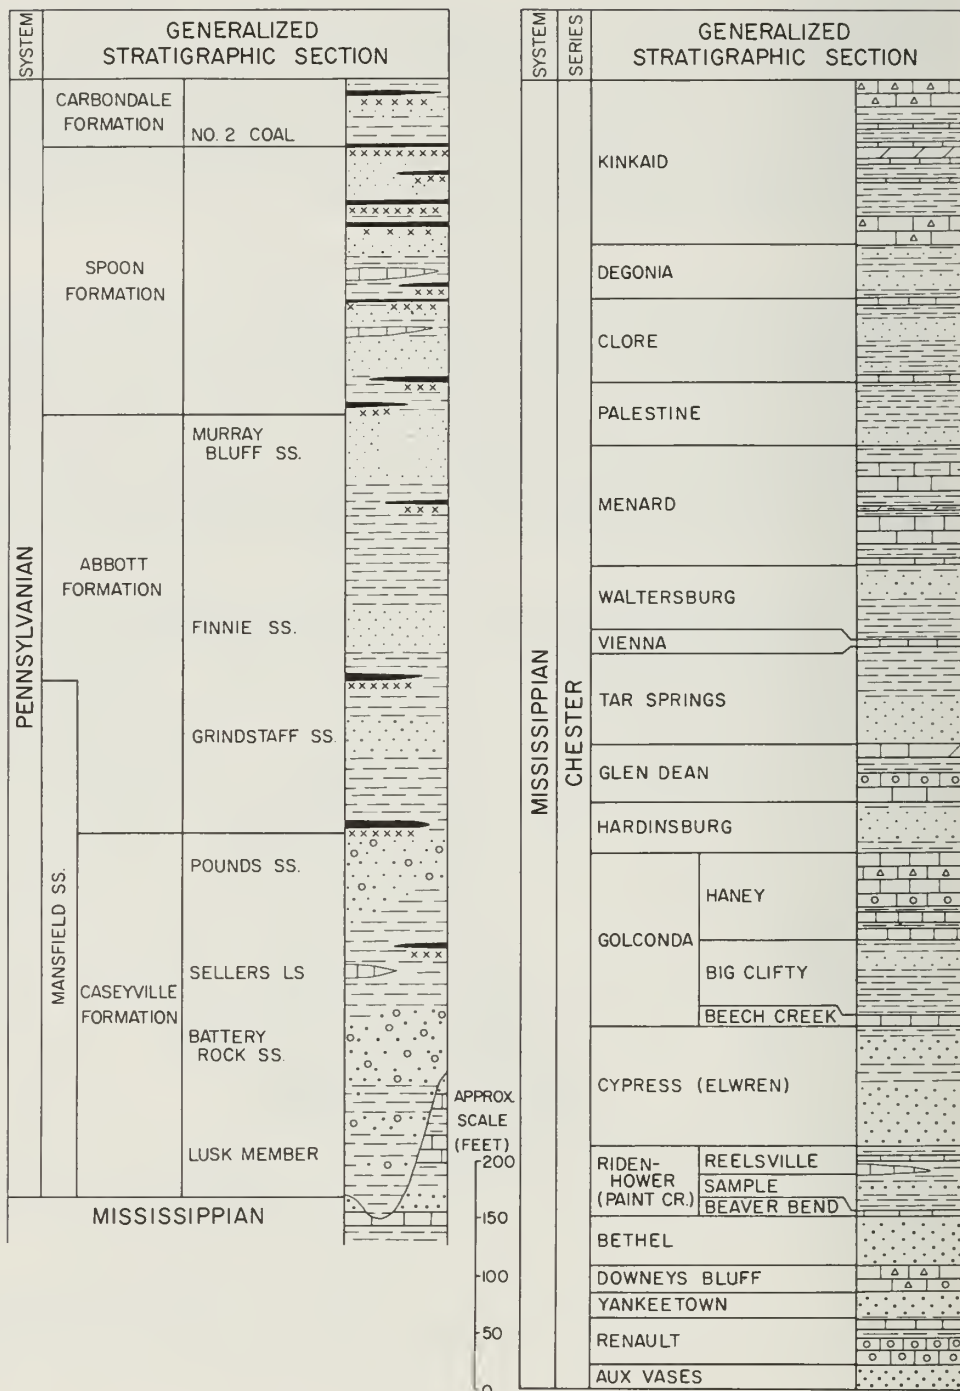 SYSTEM
GENERALIZED
STRATIGRAPHIC SECTION
PENNSYLVANIAN
CARBONDALE
FORMATION
NO. 2 COAL
SPOON
FORMATION
ABBOTT
FORMATION
MURRAY
BLUFF SS.
FINNIE SS.
GRINDSTAFF SS.
MANSFIELD SS.
CASEYVILLE
FORMATION
POUNDS SS.
SELLERS LS
BATTERY
ROCK SS.
LUSK MEMBER
MISSISSIPPIAN
APPROX.
SCALE
(FEET)
200
150
100
50
0
SYSTEM
SERIES
GENERALIZED
STRATIGRAPHIC SECTION
MISSISSIPPIAN
CHESTER
KINKAID
DEGONIA
CLORE
PALESTINE
MENARD
WALTERSBURG
VIENNA
TAR SPRINGS
GLEN DEAN
HARDINSBURG
GOLCONDA
HANEY
BIG CLIFTY
BEECH CREEK
CYPRESS (ELWREN)
RIDEN-
HOWER
(PAINT CR.)
REELSVILLE
SAMPLE
BEAVER BEND
BETHEL
DOWNEYS BLUFF
YANKEETOWN
RENAULT
AUX VASES